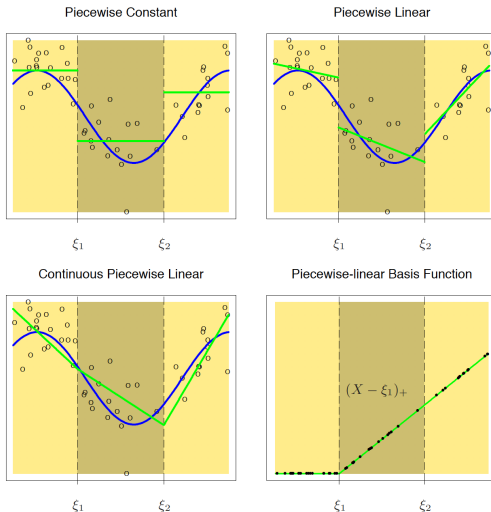 Piecewise Constant
Piecewise Linear
ξ₁
ξ₂
ξ₁
ξ₂
Continuous Piecewise Linear
Piecewise-linear Basis Function
(X − ξ₁)₊
ξ₁
ξ₂
ξ₁
ξ₂